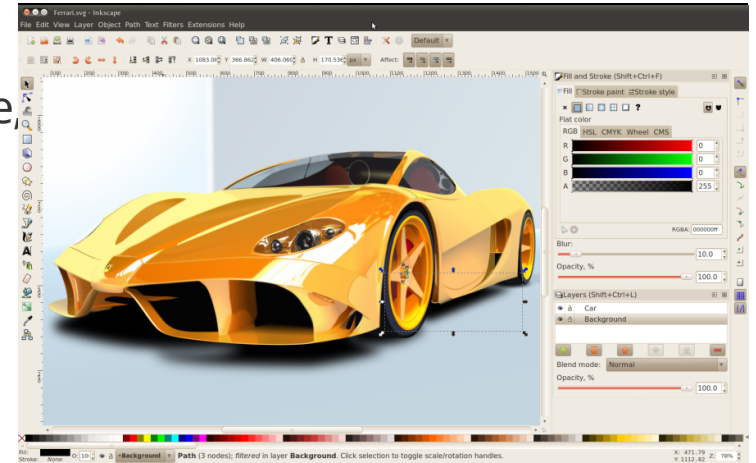 Ferrari.svg - Inkscape
File Edit View Layer Object Path Text Filters Extensions Help
Default
X 1083.06 Y 366.862 W 406.065 H 170.536 px Affect:
e,
Fill and Stroke (Shift+Ctrl+F)
Fill Stroke paint Stroke style
?
Flat color
RGB HSL CMYK Wheel CMS
R 0
G 0
B 0
A 255
RGBA: 000000ff
Blur:
10.0
Opacity, %
100.0
Layers (Shift+Ctrl+L)
Car
Background
Blend mode: Normal
Opacity, %
100.0
Fill:
Stroke: None O: Background Path (3 nodes); filtered in layer Background. Click selection to toggle scale/rotation handles.
X: 471.79
Y: 1112.62 Z: 78%